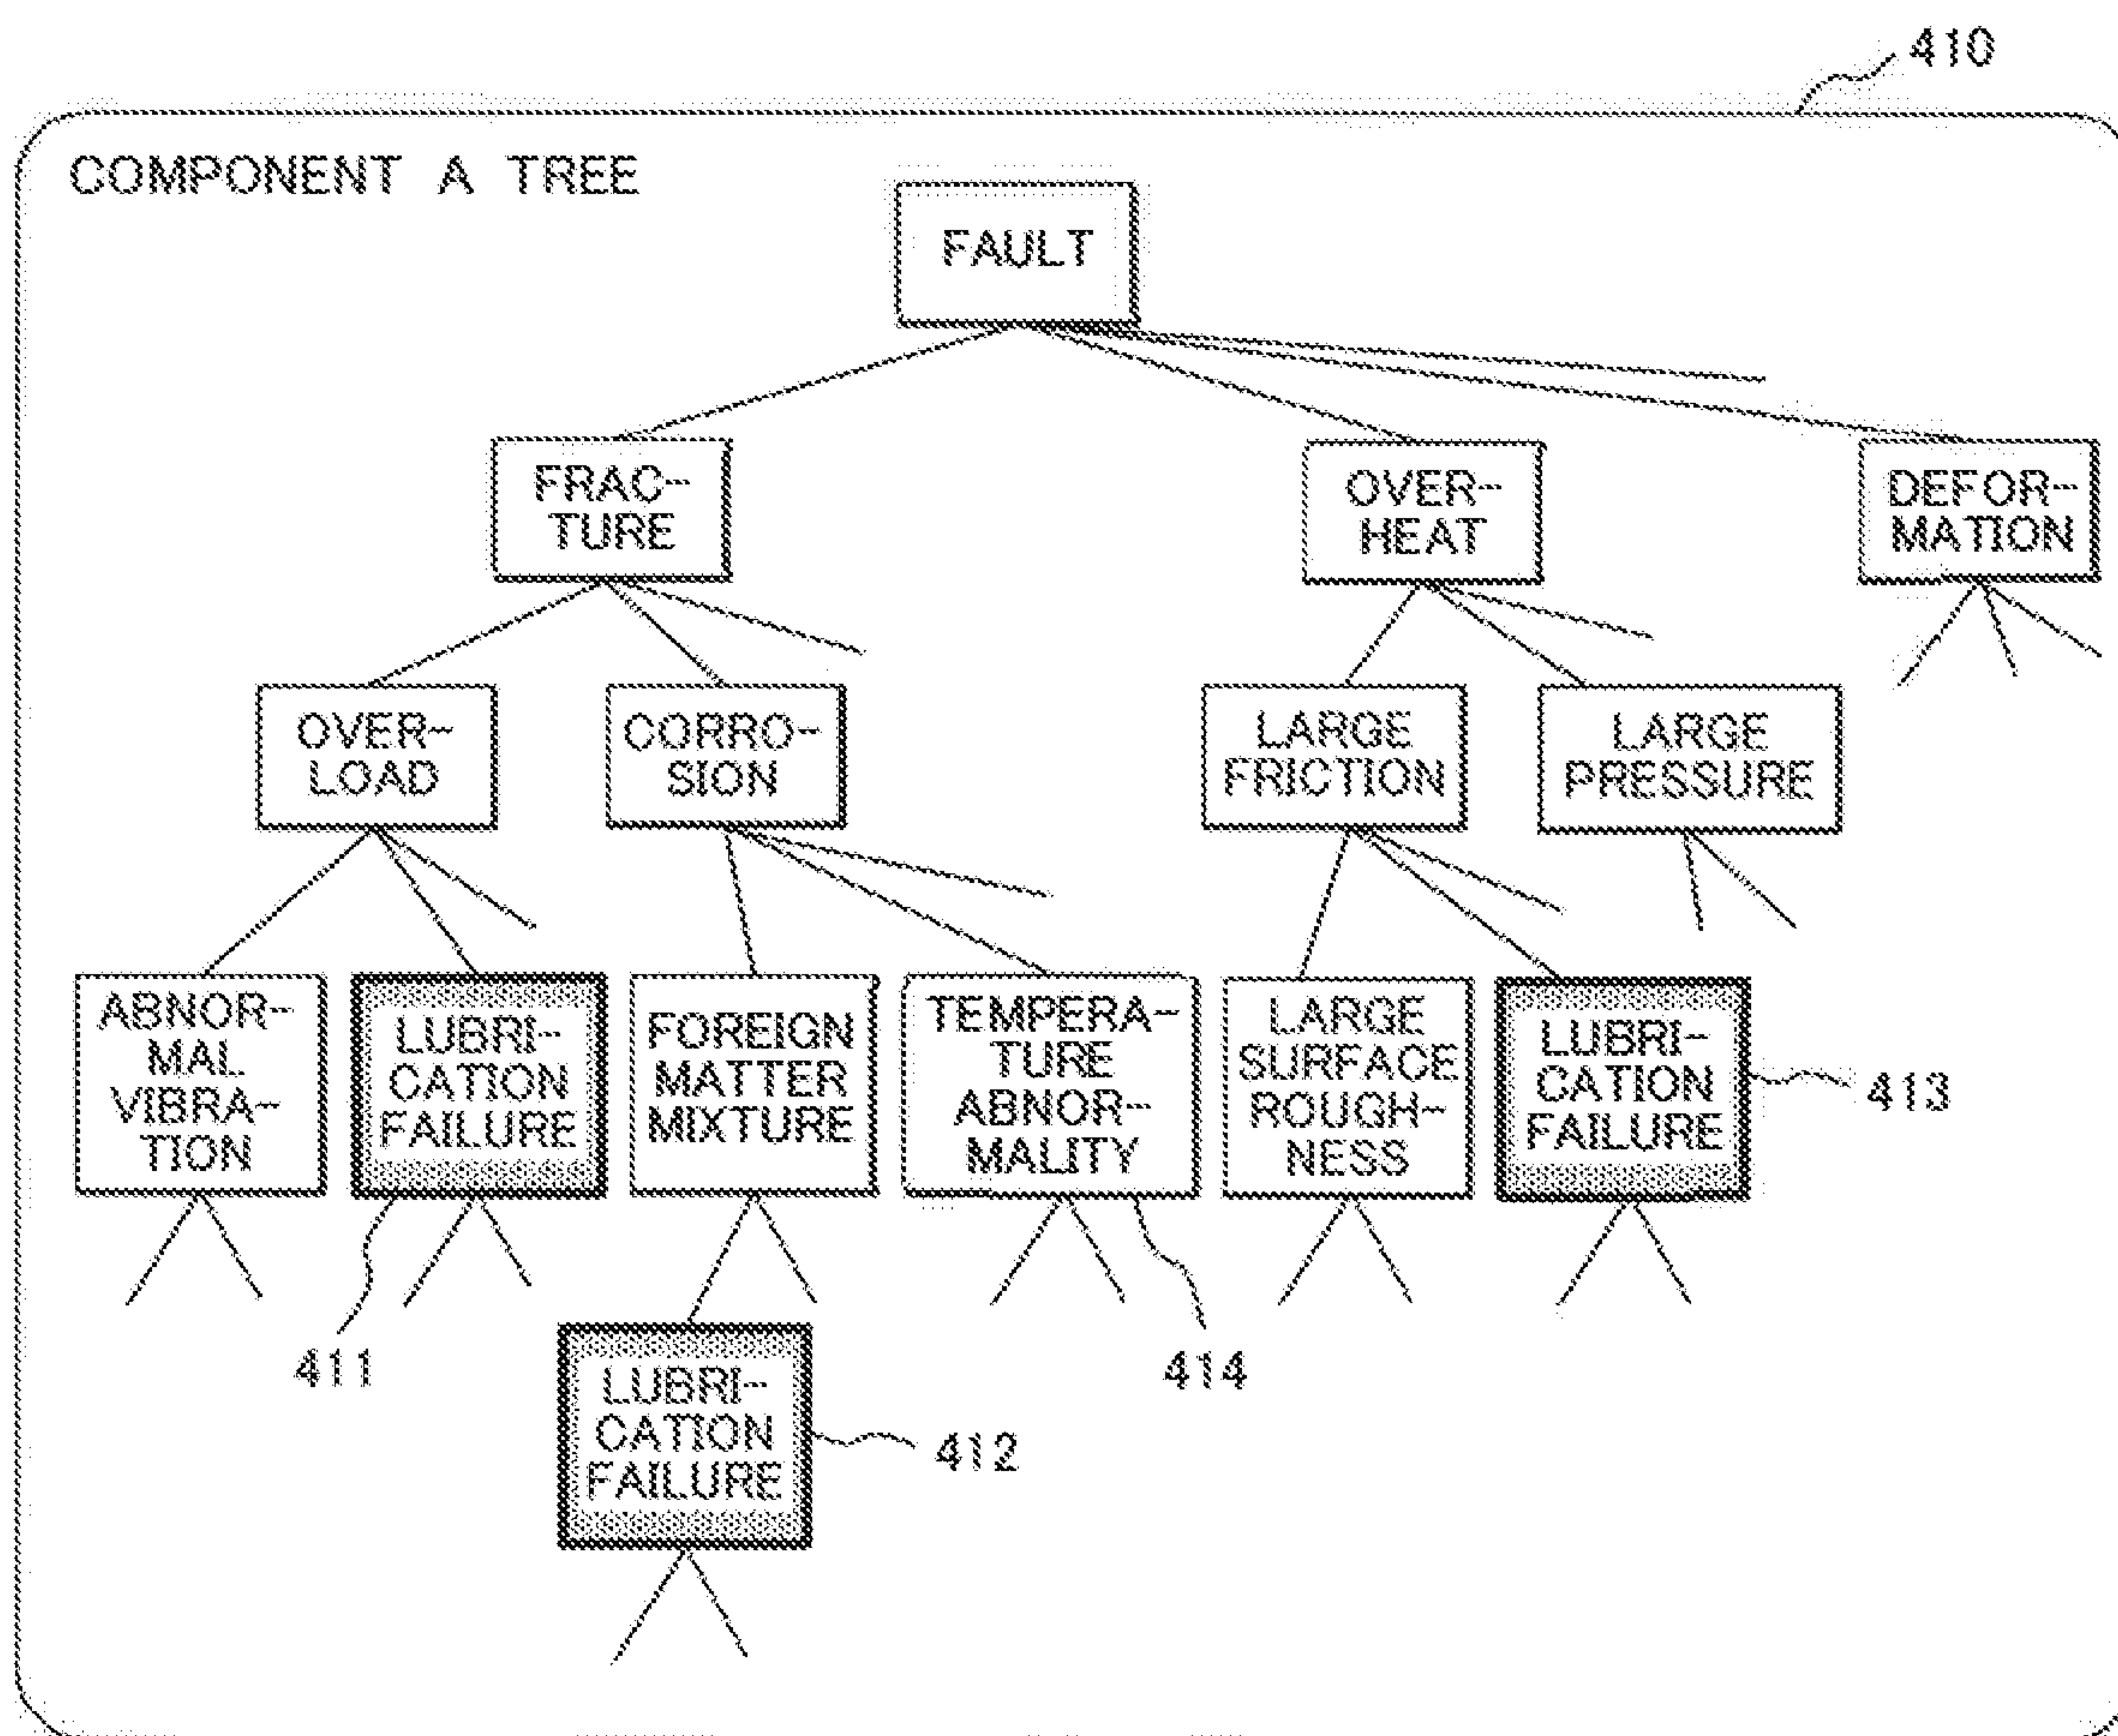 410
COMPONENT A TREE
FAULT
FRAC-
TURE
OVER-
HEAT
DEFOR-
MATION
OVER-
LOAD
CORRO-
SION
LARGE
FRICTION
LARGE
PRESSURE
ABNOR-
MAL
VIBRA-
TION
LUBRI-
CATION
FAILURE
FOREIGN
MATTER
MIXTURE
TEMPERA-
TURE
ABNOR-
MALITY
LARGE
SURFACE
ROUGH-
NESS
LUBRI-
CATION
FAILURE
413
411
414
LUBRI-
CATION
FAILURE
412